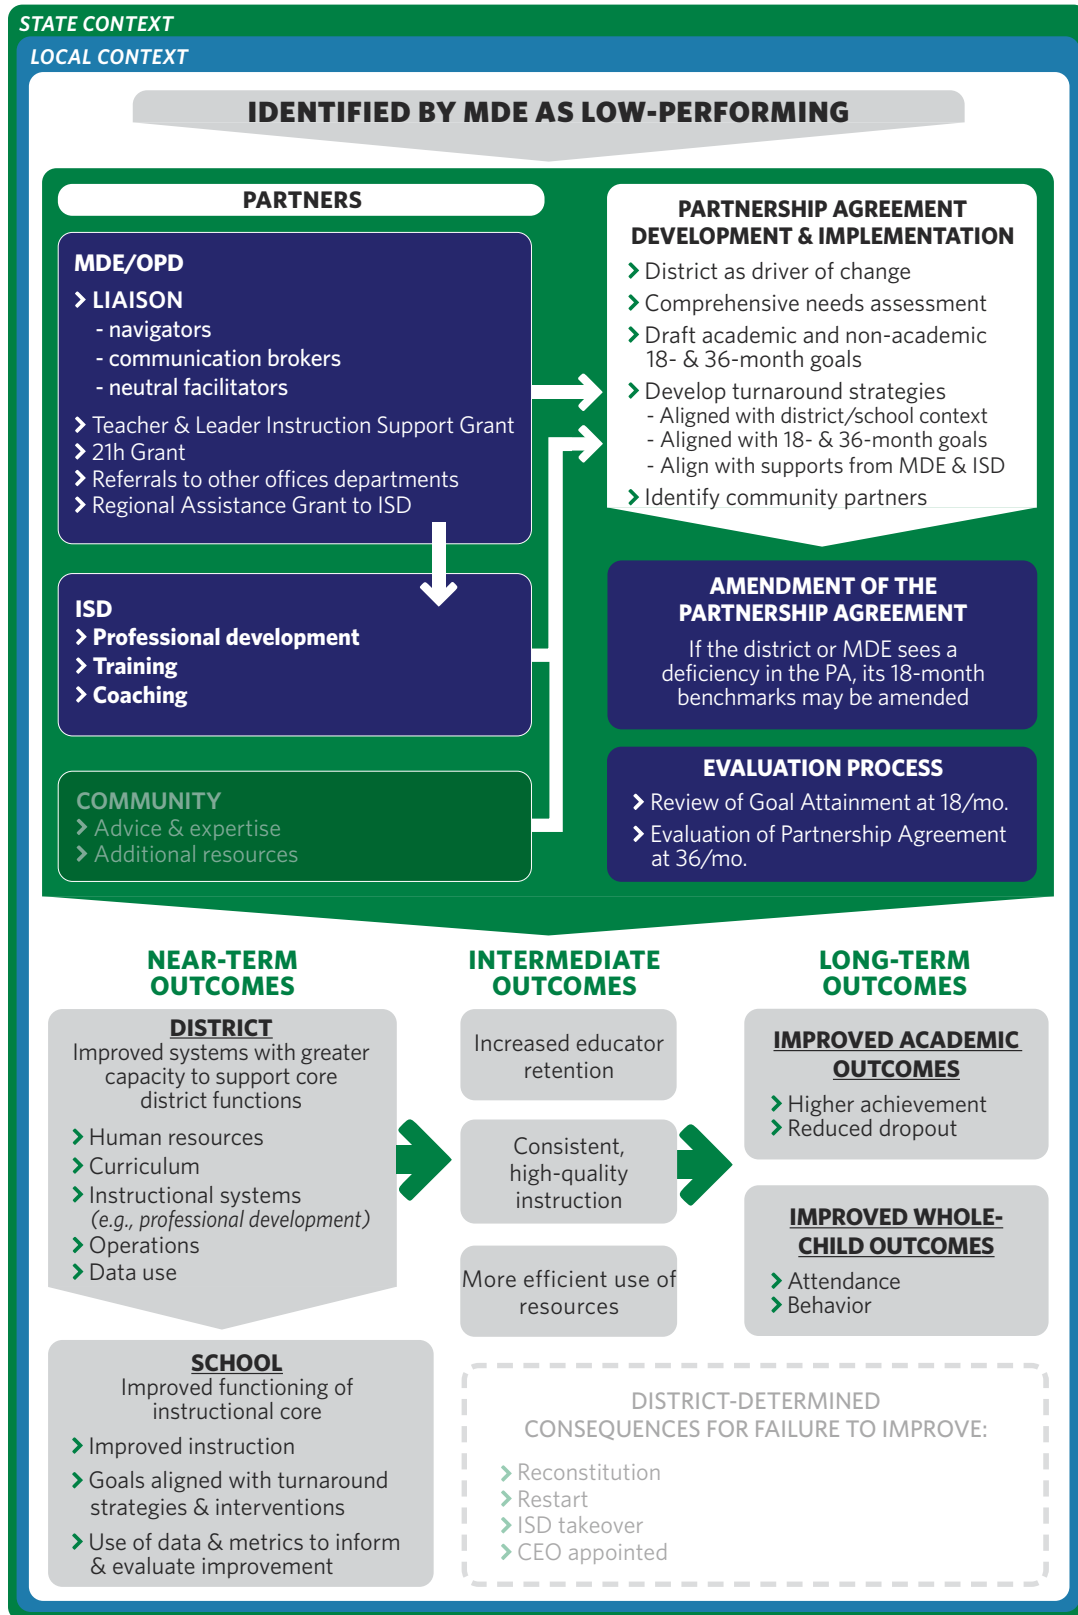 STATE CONTEXT
LOCAL CONTEXT
IDENTIFIED BY MDE AS LOW-PERFORMING
PARTNERS
MDE/OPD
LIAISON
- navigators
- communication brokers
- neutral facilitators
Teacher & Leader Instruction Support Grant
21h Grant
Referrals to other offices departments
Regional Assistance Grant to ISD
ISD
Professional development
Training
Coaching
COMMUNITY
Advice & expertise
Additional resources
PARTNERSHIP AGREEMENT
DEVELOPMENT & IMPLEMENTATION
District as driver of change
Comprehensive needs assessment
Draft academic and non-academic
18- & 36-month goals
Develop turnaround strategies
- Aligned with district/school context
- Aligned with 18- & 36-month goals
- Align with supports from MDE & ISD
Identify community partners
AMENDMENT OF THE
PARTNERSHIP AGREEMENT
If the district or MDE sees a
deficiency in the PA, its 18-month
benchmarks may be amended
EVALUATION PROCESS
Review of Goal Attainment at 18/mo.
Evaluation of Partnership Agreement
at 36/mo.
NEAR-TERM
OUTCOMES
DISTRICT
Improved systems with greater
capacity to support core
district functions
Human resources
Curriculum
Instructional systems
(e.g., professional development)
Operations
Data use
SCHOOL
Improved functioning of
instructional core
Improved instruction
Goals aligned with turnaround
strategies & interventions
Use of data & metrics to inform
& evaluate improvement
INTERMEDIATE
OUTCOMES
Increased educator
retention
Consistent,
high-quality
instruction
More efficient use of
resources
LONG-TERM
OUTCOMES
IMPROVED ACADEMIC
OUTCOMES
Higher achievement
Reduced dropout
IMPROVED WHOLE-
CHILD OUTCOMES
Attendance
Behavior
DISTRICT-DETERMINED
CONSEQUENCES FOR FAILURE TO IMPROVE:
Reconstitution
Restart
ISD takeover
CEO appointed